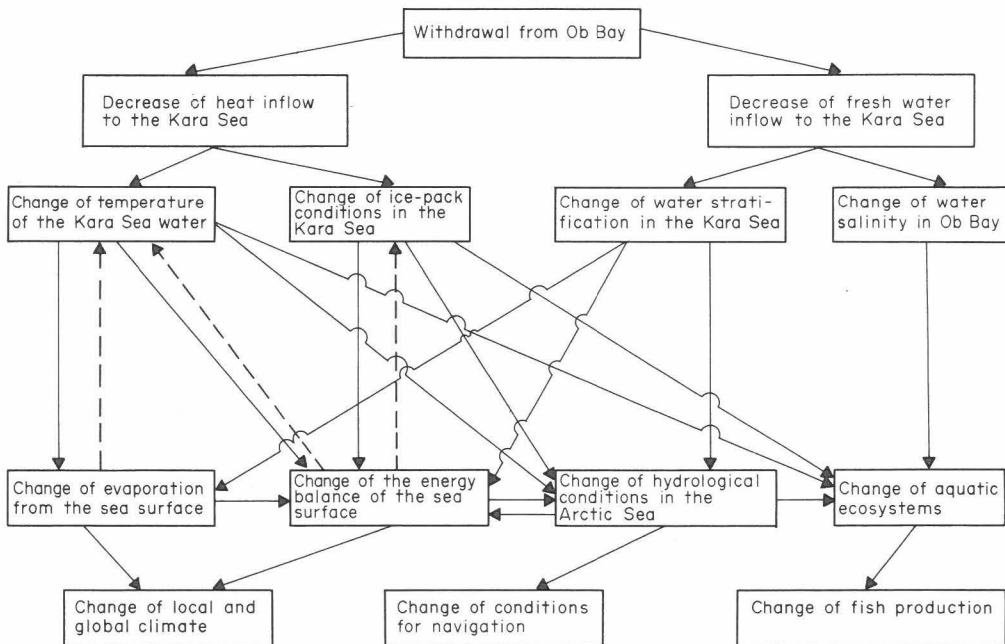 Withdrawal from Ob Bay
Decrease of heat inflow
to the Kara Sea
Decrease of fresh water
inflow to the Kara Sea
Change of temperature
of the Kara Sea water
Change of ice-pack
conditions in the
Kara Sea
Change of water strati-
fication in the Kara Sea
Change of water
salinity in Ob Bay
Change of evaporation
from the sea surface
Change of the energy
balance of the sea
surface
Change of hydrological
conditions in the
Arctic Sea
Change of aquatic
ecosystems
Change of local and
global climate
Change of conditions
for navigation
Change of fish production